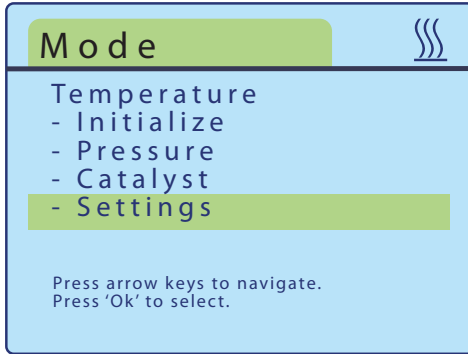 Mode
Temperature
- Initialize
- Pressure
- Catalyst
- Settings
Press arrow keys to navigate.
Press ‘Ok’ to select.